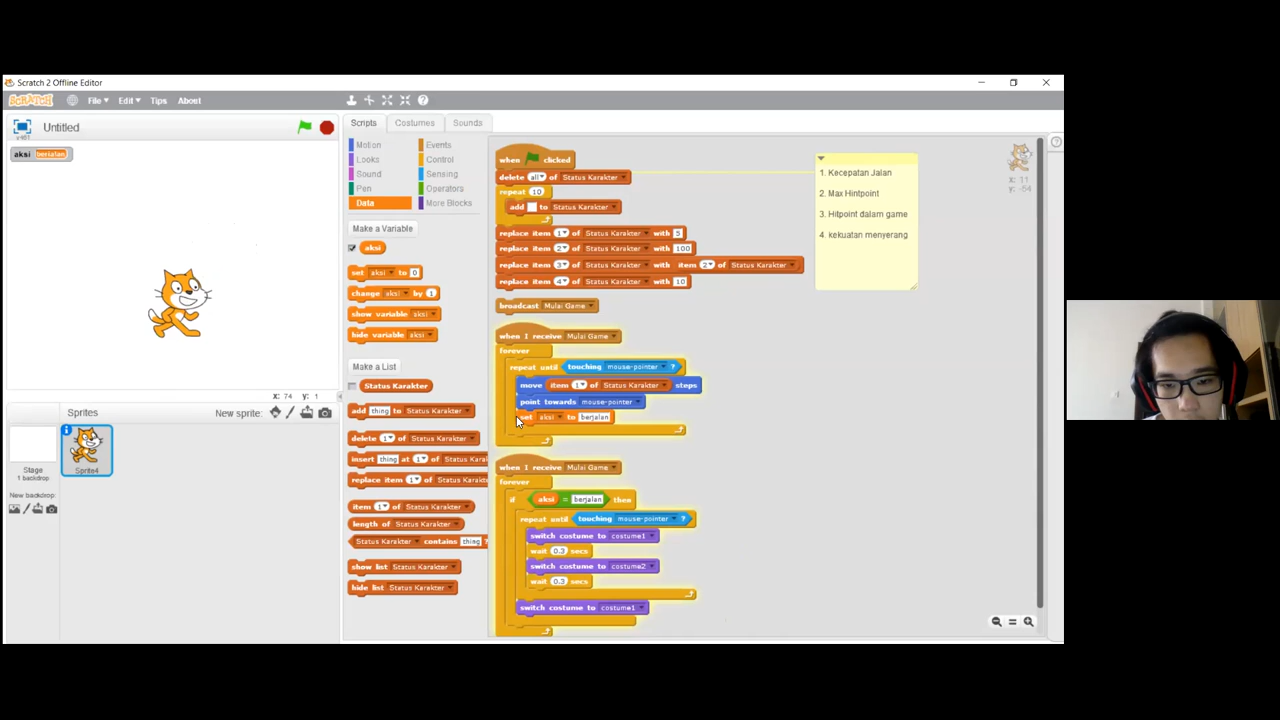 Scratch 2 Offline Editor
SCRATCH File Edit Tips About
Untitled
v461
aksi berjalan
x: 74 y: 1
Sprites New sprite:
Stage
1 backdrop
New backdrop:
Sprite4
Scripts Costumes Sounds
Motion Events
Looks Control
Sound Sensing
Pen Operators
Data More Blocks
Make a Variable
aksi
set aksi to 0
change aksi by 1
show variable aksi
hide variable aksi
Make a List
Status Karakter
add thing to Status Karakter
delete 1 of Status Karakter
insert thing at 1 of Status Karakter
replace item 1 of Status Karakter
item 1 of Status Karakter
length of Status Karakter
Status Karakter contains thing
show list Status Karakter
hide list Status Karakter
when clicked
delete all of Status Karakter
repeat 10
add to Status Karakter
replace item 1 of Status Karakter with 5
replace item 2 of Status Karakter with 100
replace item 3 of Status Karakter with item 2 of Status Karakter
replace item 4 of Status Karakter with 10
broadcast Mulai Game
when I receive Mulai Game
forever
repeat until touching mouse-pointer ?
move item 1 of Status Karakter steps
point towards mouse-pointer
set aksi to berjalan
when I receive Mulai Game
forever
if aksi = berjalan then
repeat until touching mouse-pointer ?
switch costume to costume1
wait 0.3 secs
switch costume to costume2
wait 0.3 secs
switch costume to costume1
1. Kecepatan Jalan
2. Max Hintpoint
3. Hitpoint dalam game
4. kekuatan menyerang
x: 11
y: -54